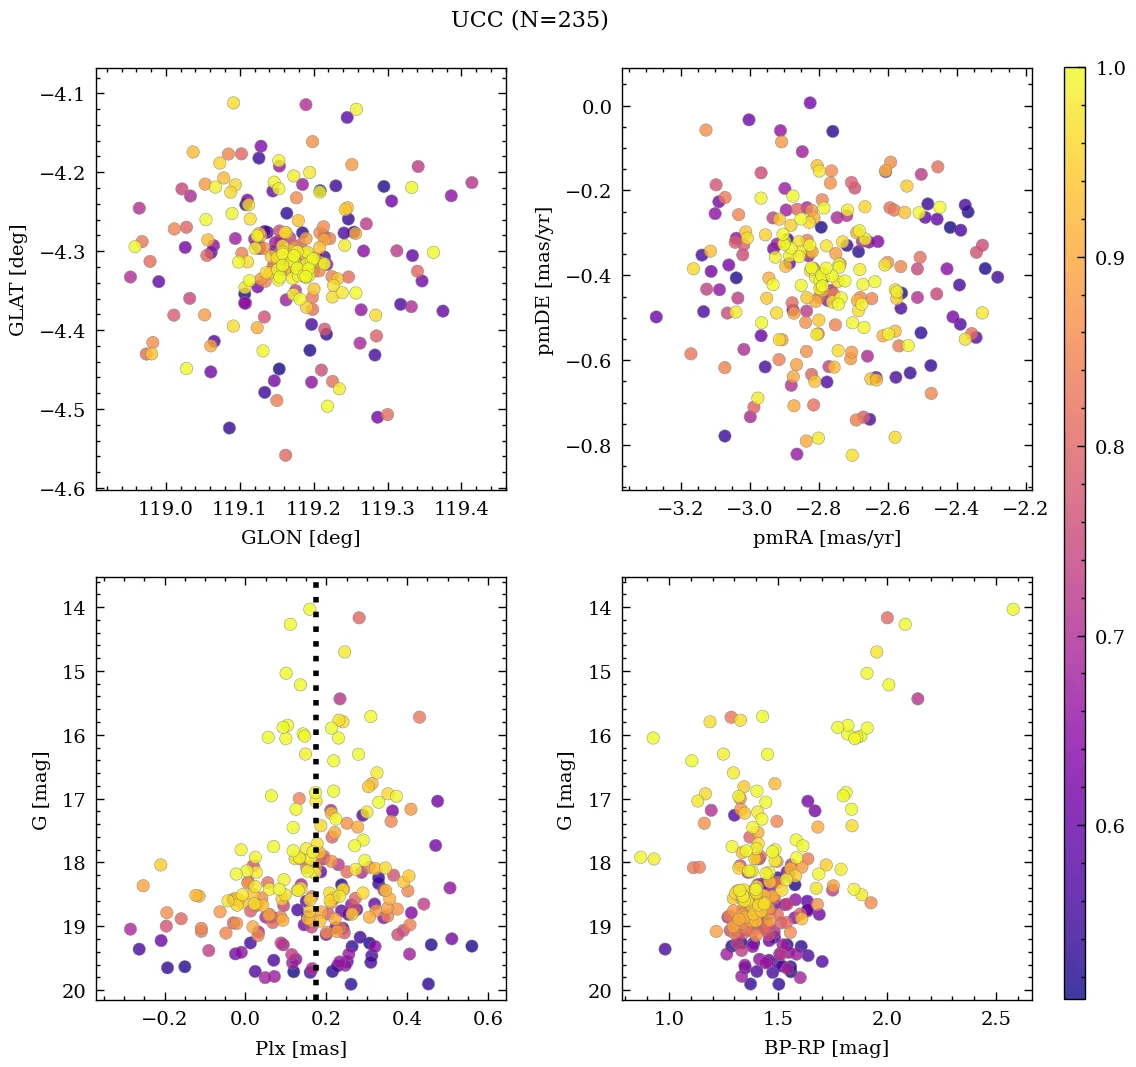 UCC (N=235)
−4.1
−4.2
−4.3
−4.4
−4.5
−4.6
GLAT [deg]
119.0 119.1 119.2 119.3 119.4
GLON [deg]
0.0
−0.2
−0.4
−0.6
−0.8
pmDE [mas/yr]
−3.2 −3.0 −2.8 −2.6 −2.4 −2.2
pmRA [mas/yr]
14
15
16
17
18
19
20
G [mag]
−0.2 0.0 0.2 0.4 0.6
Plx [mas]
14
15
16
17
18
19
20
G [mag]
1.0 1.5 2.0 2.5
BP-RP [mag]
1.0
0.9
0.8
0.7
0.6